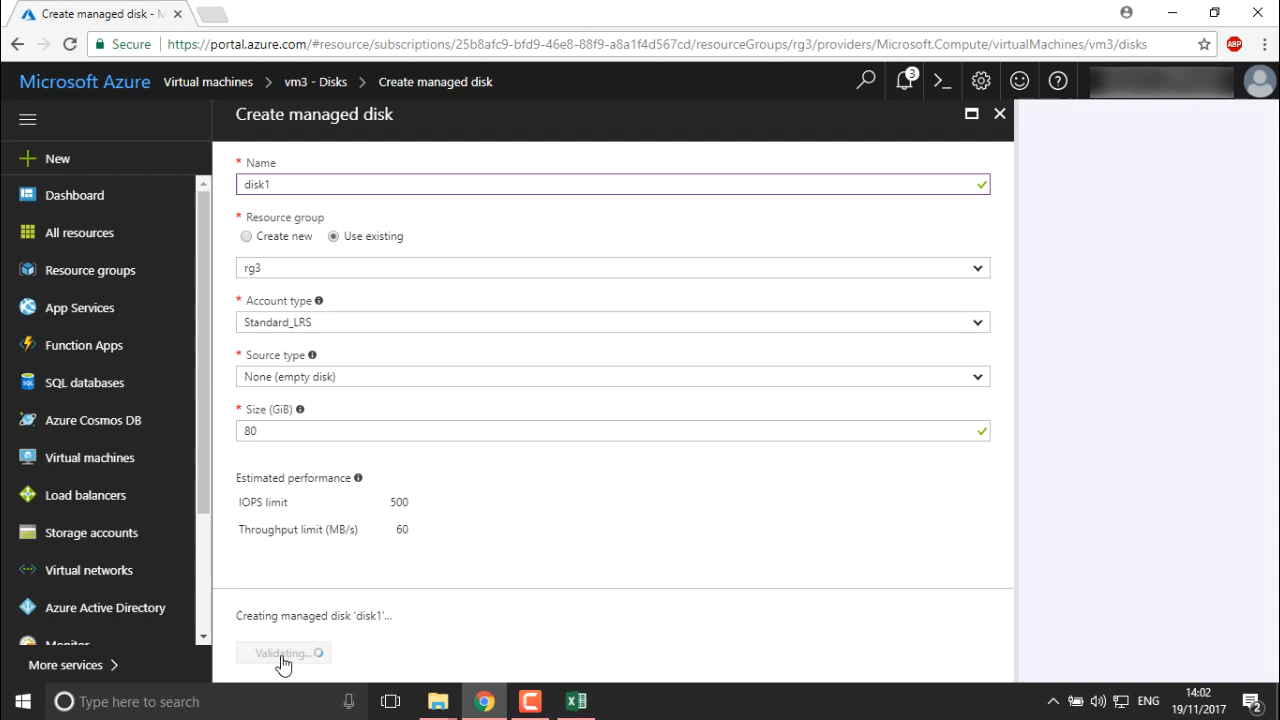 Create managed disk - M
Secure
https://portal.azure.com/#resource/subscriptions/25b8afc9-bfd9-46e8-88f9-a8a1f4d567cd/resourceGroups/rg3/providers/Microsoft.Compute/virtualMachines/vm3/disks
ABP
Microsoft Azure Virtual machines > vm3 - Disks > Create managed disk
3
Create managed disk
New
Dashboard
All resources
Resource groups
App Services
Function Apps
SQL databases
Azure Cosmos DB
Virtual machines
Load balancers
Storage accounts
Virtual networks
Azure Active Directory
Monitor
More services >
* Name
disk1
* Resource group
Create new Use existing
rg3
* Account type
Standard_LRS
* Source type
None (empty disk)
* Size (GiB)
80
Estimated performance
IOPS limit 500
Throughput limit (MB/s) 60
Creating managed disk 'disk1'...
Validating...
Type here to search
ENG
14:02
19/11/2017
2